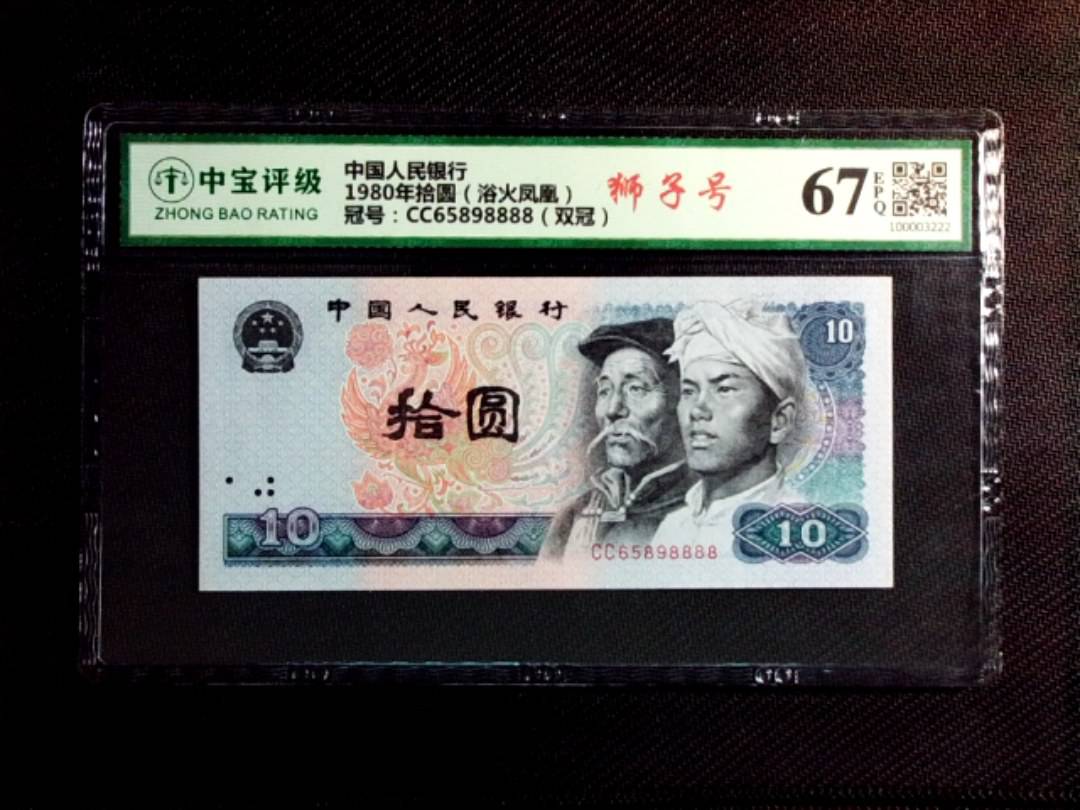 中宝评级
ZHONG BAO RATING
中国人民银行
1980年拾圆（浴火凤凰）
冠号：CC65898888（双冠）
狮子号
67
EPQ
100003222
中国人民银行
10
拾圆
10
CC65898888
10